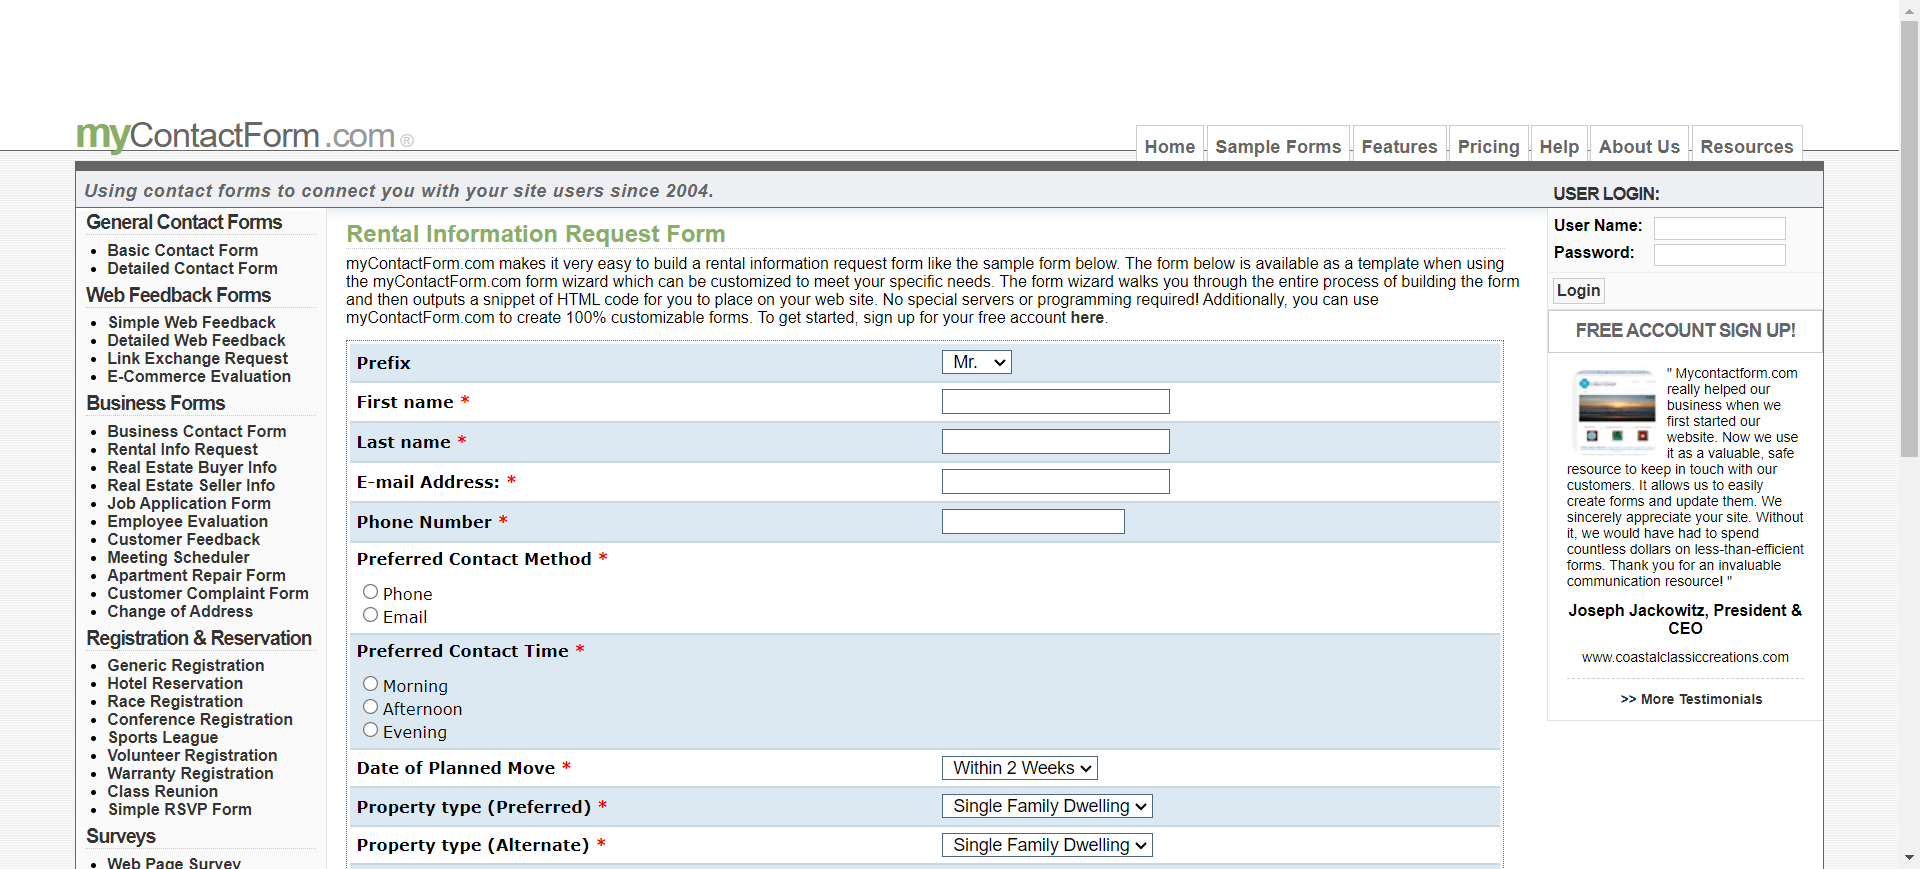 myContactForm.com ®
Home
Sample Forms
Features
Pricing
Help
About Us
Resources
Using contact forms to connect you with your site users since 2004.
General Contact Forms
Basic Contact Form
Detailed Contact Form
Web Feedback Forms
Simple Web Feedback
Detailed Web Feedback
Link Exchange Request
E-Commerce Evaluation
Business Forms
Business Contact Form
Rental Info Request
Real Estate Buyer Info
Real Estate Seller Info
Job Application Form
Employee Evaluation
Customer Feedback
Meeting Scheduler
Apartment Repair Form
Customer Complaint Form
Change of Address
Registration & Reservation
Generic Registration
Hotel Reservation
Race Registration
Conference Registration
Sports League
Volunteer Registration
Warranty Registration
Class Reunion
Simple RSVP Form
Surveys
Web Page Survey
Rental Information Request Form
myContactForm.com makes it very easy to build a rental information request form like the sample form below. The form below is available as a template when using
the myContactForm.com form wizard which can be customized to meet your specific needs. The form wizard walks you through the entire process of building the form
and then outputs a snippet of HTML code for you to place on your web site. No special servers or programming required! Additionally, you can use
myContactForm.com to create 100% customizable forms. To get started, sign up for your free account here.
Prefix
Mr.
First name *
Last name *
E-mail Address: *
Phone Number *
Preferred Contact Method *
Phone
Email
Preferred Contact Time *
Morning
Afternoon
Evening
Date of Planned Move *
Within 2 Weeks
Property type (Preferred) *
Single Family Dwelling
Property type (Alternate) *
Single Family Dwelling
USER LOGIN:
User Name:
Password:
Login
FREE ACCOUNT SIGN UP!
" Mycontactform.com
really helped our
business when we
first started our
website. Now we use
it as a valuable, safe
resource to keep in touch with our
customers. It allows us to easily
create forms and update them. We
sincerely appreciate your site. Without
it, we would have had to spend
countless dollars on less-than-efficient
forms. Thank you for an invaluable
communication resource! "
Joseph Jackowitz, President &
CEO
www.coastalclassiccreations.com
>> More Testimonials